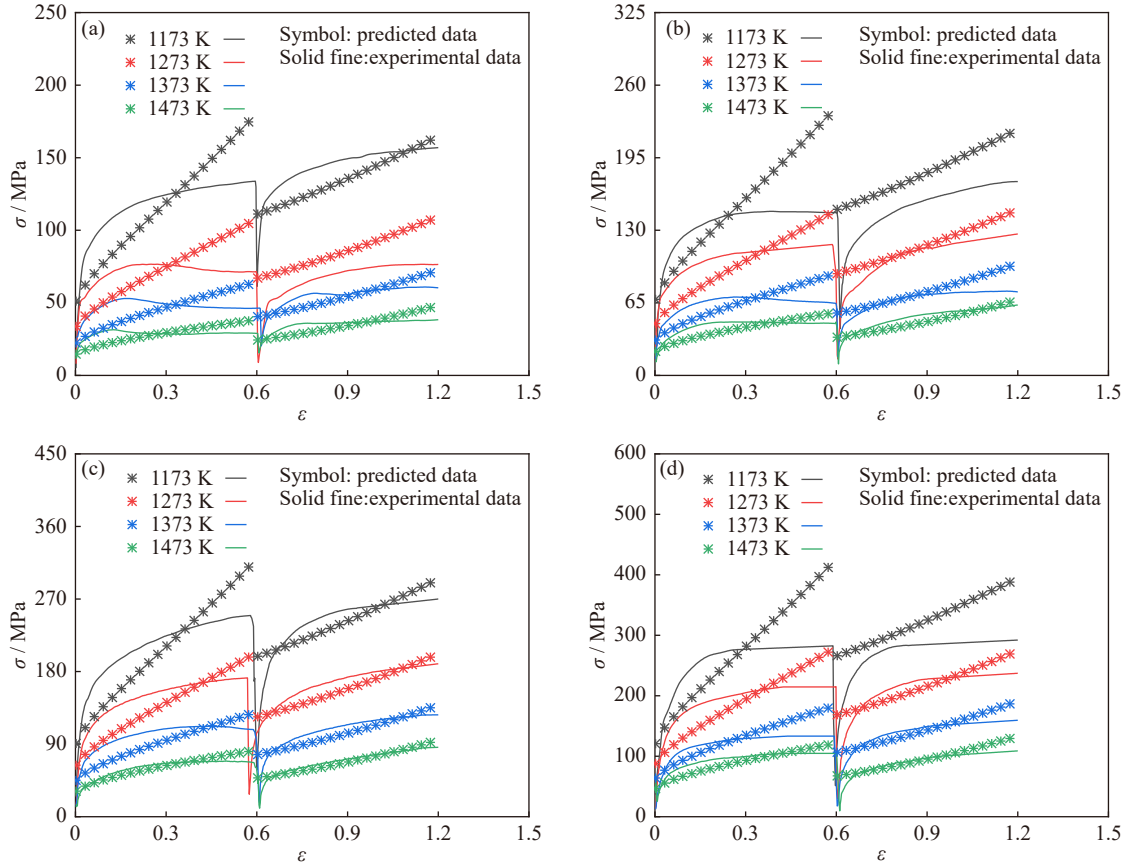 (a)
1173 K
1273 K
1373 K
1473 K
Symbol: predicted data
Solid fine:experimental data
250
200
150
100
50
0
σ / MPa
0
0.3
0.6
0.9
1.2
1.5
ε
(b)
1173 K
1273 K
1373 K
1473 K
Symbol: predicted data
Solid fine:experimental data
325
260
195
130
65
0
σ / MPa
0
0.3
0.6
0.9
1.2
1.5
ε
(c)
1173 K
1273 K
1373 K
1473 K
Symbol: predicted data
Solid fine:experimental data
450
360
270
180
90
0
σ / MPa
0
0.3
0.6
0.9
1.2
1.5
ε
(d)
1173 K
1273 K
1373 K
1473 K
Symbol: predicted data
Solid fine:experimental data
600
500
400
300
200
100
0
σ / MPa
0
0.3
0.6
0.9
1.2
1.5
ε